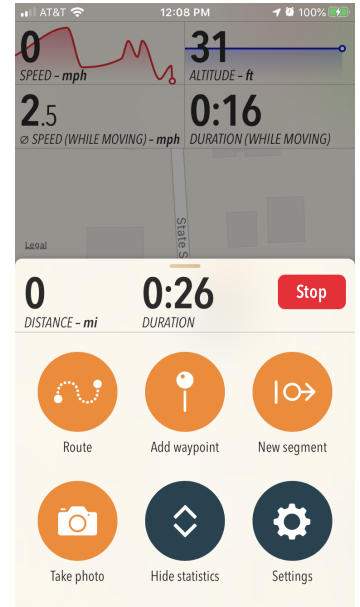 AT&T 12:08 PM 100%
0 31
SPEED – mph ALTITUDE – ft
2.5 0:16
⌀ SPEED (WHILE MOVING) – mph DURATION (WHILE MOVING)
State S
Legal
0 0:26 Stop
DISTANCE – mi DURATION
Route Add waypoint New segment
Take photo Hide statistics Settings